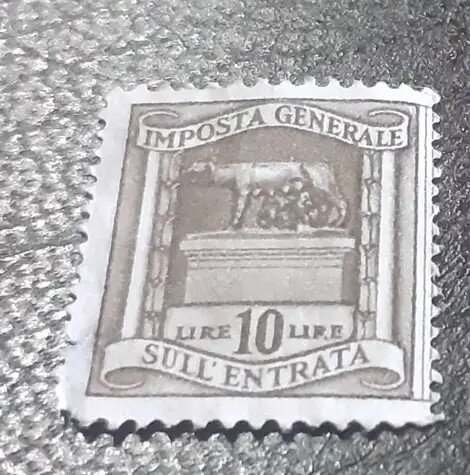 IMPOSTA GENERALE
LIRE 10 LIRE
SULL'ENTRATA